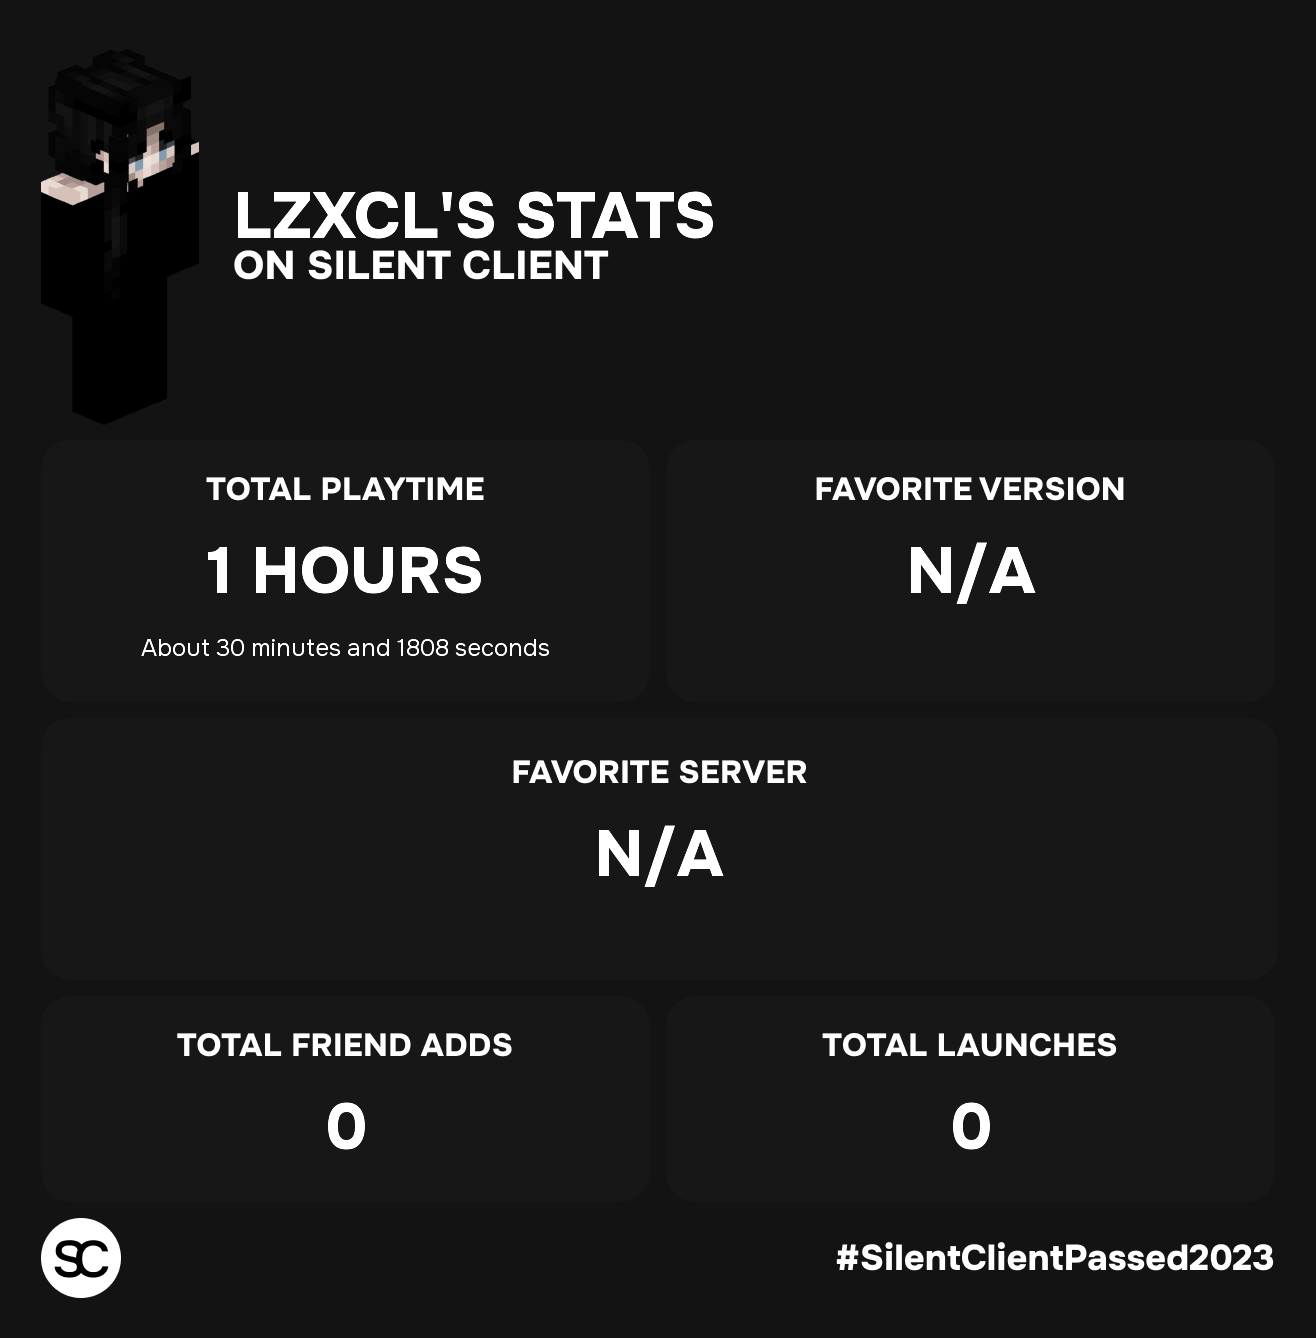 LZXCL'S STATS
ON SILENT CLIENT
TOTAL PLAYTIME
1 HOURS
About 30 minutes and 1808 seconds
FAVORITE VERSION
N/A
FAVORITE SERVER
N/A
TOTAL FRIEND ADDS
0
TOTAL LAUNCHES
0
SC
#SilentClientPassed2023